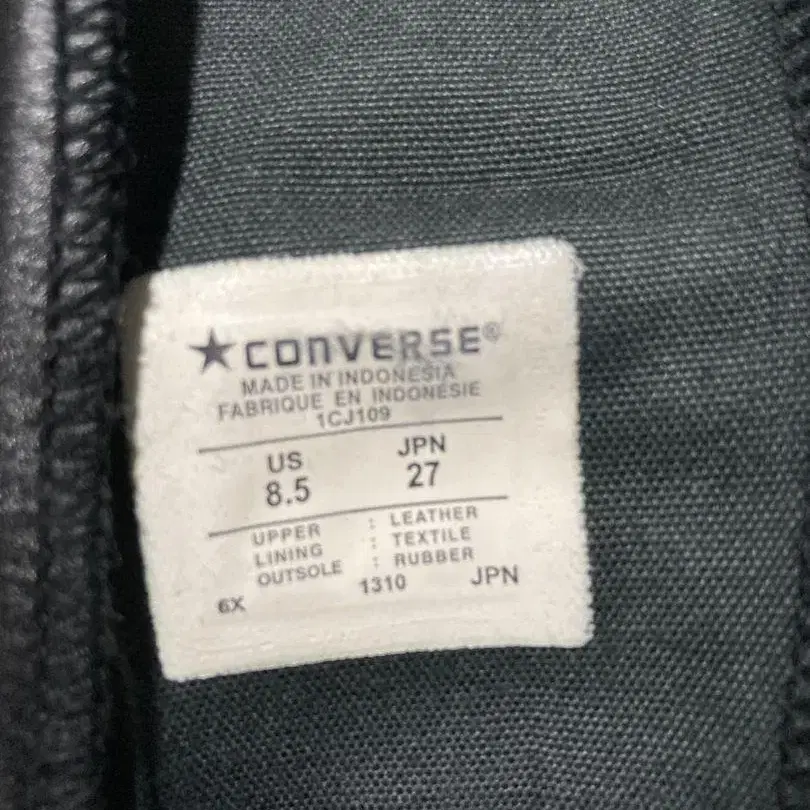 ★CONVERSE®
MADE IN INDONESIA
FABRIQUE EN INDONÉSIE
1CJ109
US JPN
8.5 27
UPPER : LEATHER
LINING : TEXTILE
OUTSOLE : RUBBER
6X 1310 JPN